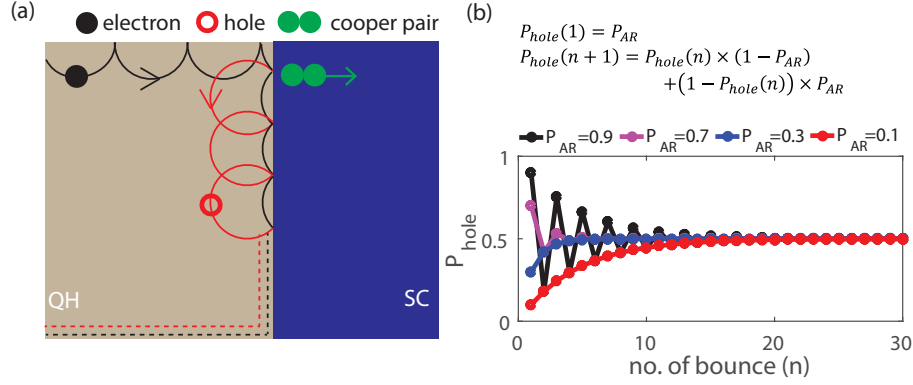 (a)
electron hole cooper pair
QH
SC
(b)
P_hole(1) = P_AR
P_hole(n + 1) = P_hole(n) × (1 − P_AR)
+(1 − P_hole(n)) × P_AR
P_AR=0.9 P_AR=0.7 P_AR=0.3 P_AR=0.1
1
0.5
0
P_hole
0 10 20 30
no. of bounce (n)